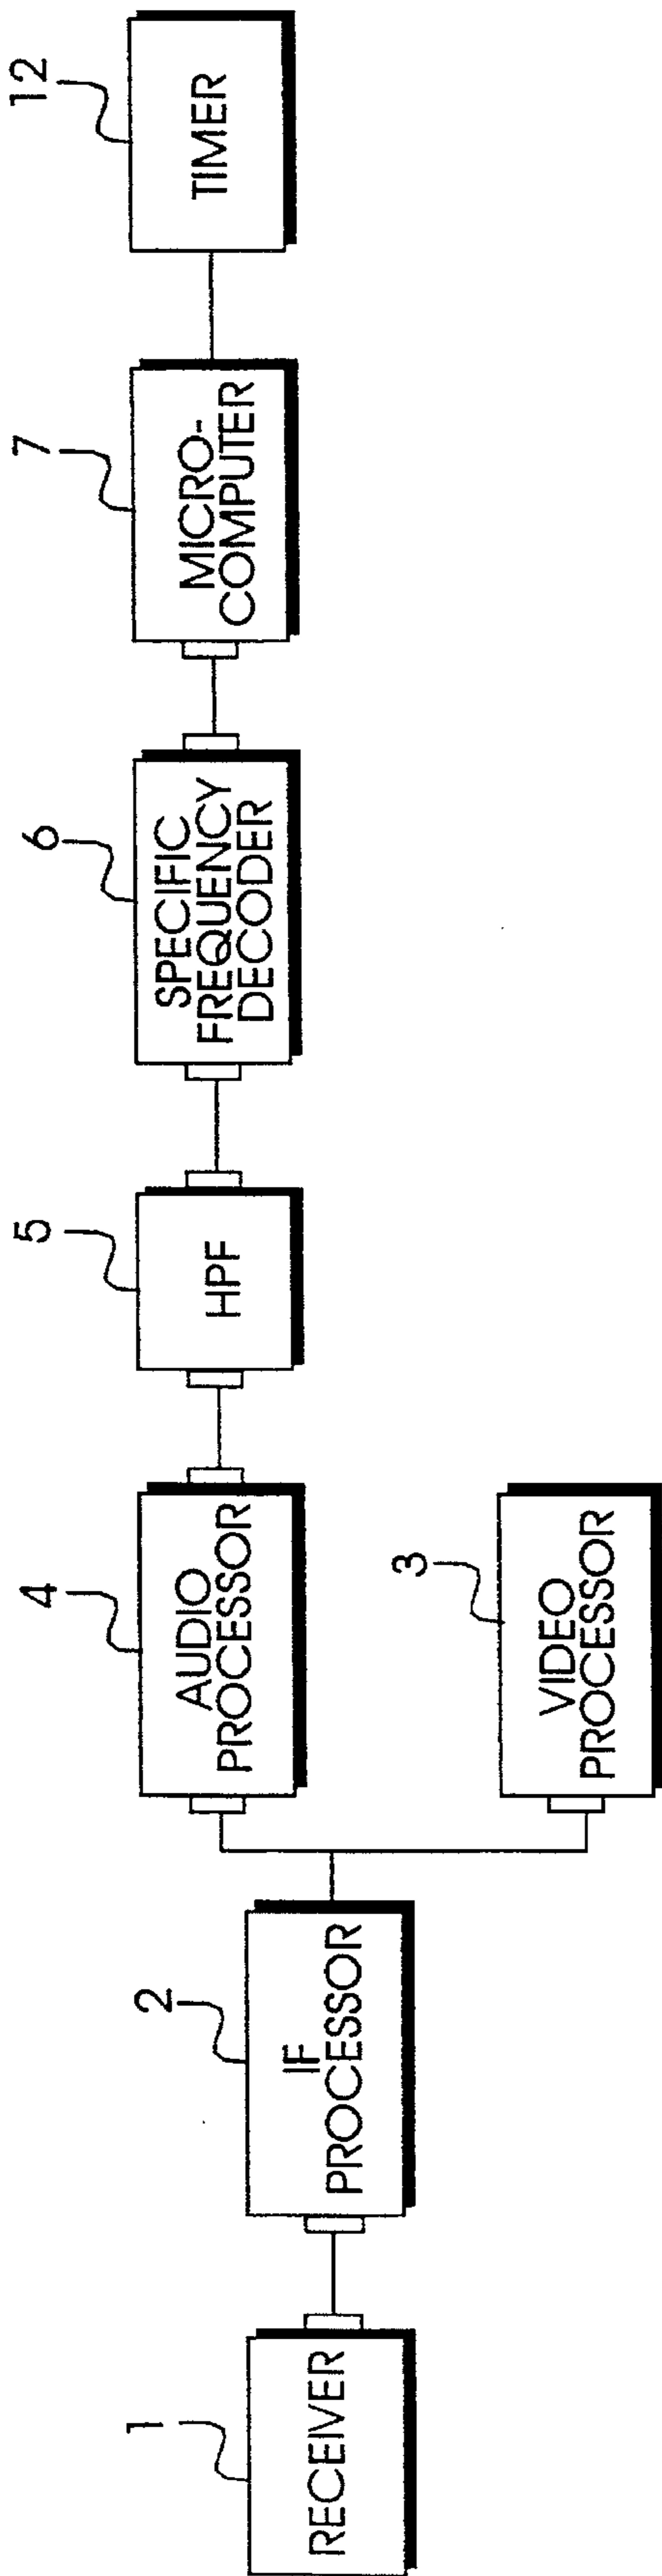 1
RECEIVER
2
IF
PROCESSOR
3
VIDEO
PROCESSOR
4
AUDIO
PROCESSOR
5
HPF
6
SPECIFIC
FREQUENCY
DECODER
7
MICRO-
COMPUTER
12
TIMER